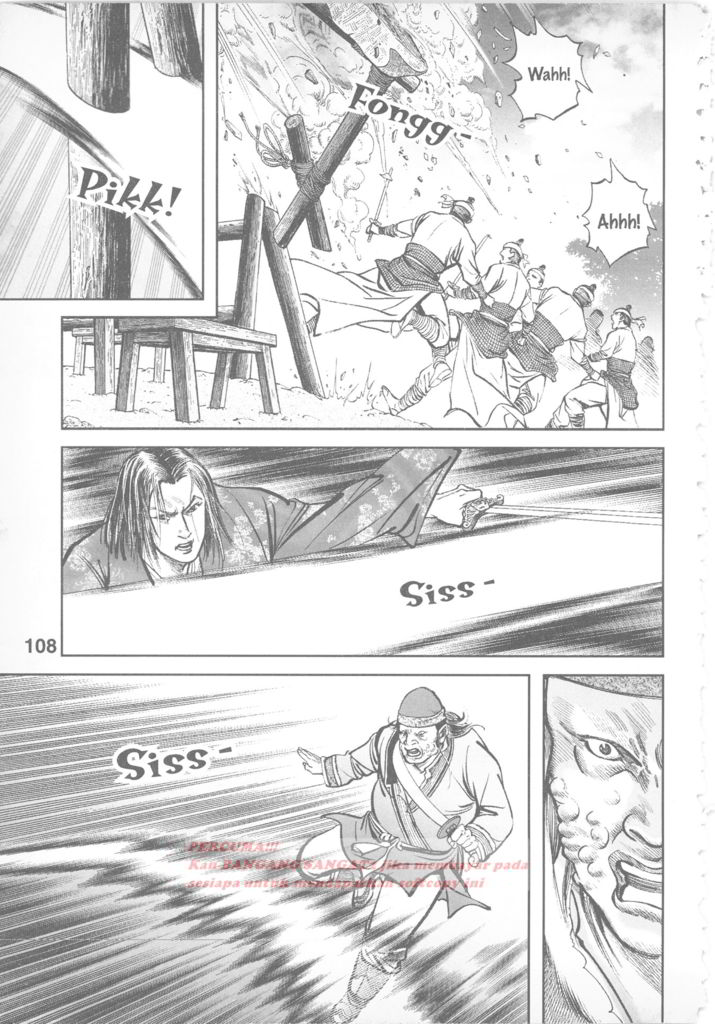 Wahh!
Fongg-
Pikk!
Ahhh!
Siss-
108
Siss-
PERCUMA!!!
Kau BANGANG SANGAT jika membayar pada
sesiapa untuk mendapatkan softcopy ini